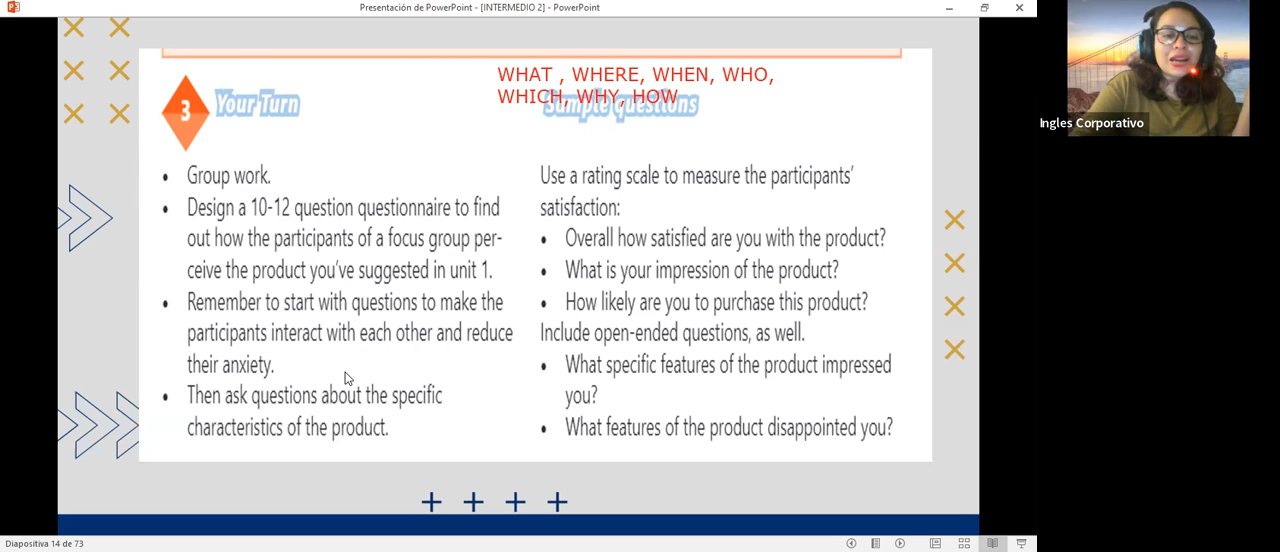 Presentación de PowerPoint - [INTERMEDIO 2] - PowerPoint
WHAT , WHERE, WHEN, WHO,
WHICH, WHY, HOW
3
Your Turn
Sample questions
• Group work.
• Design a 10-12 question questionnaire to find
out how the participants of a focus group per-
ceive the product you've suggested in unit 1.
• Remember to start with questions to make the
participants interact with each other and reduce
their anxiety.
• Then ask questions about the specific
characteristics of the product.
Use a rating scale to measure the participants'
satisfaction:
• Overall how satisfied are you with the product?
• What is your impression of the product?
• How likely are you to purchase this product?
Include open-ended questions, as well.
• What specific features of the product impressed
you?
• What features of the product disappointed you?
Ingles Corporativo
Diapositiva 14 de 73